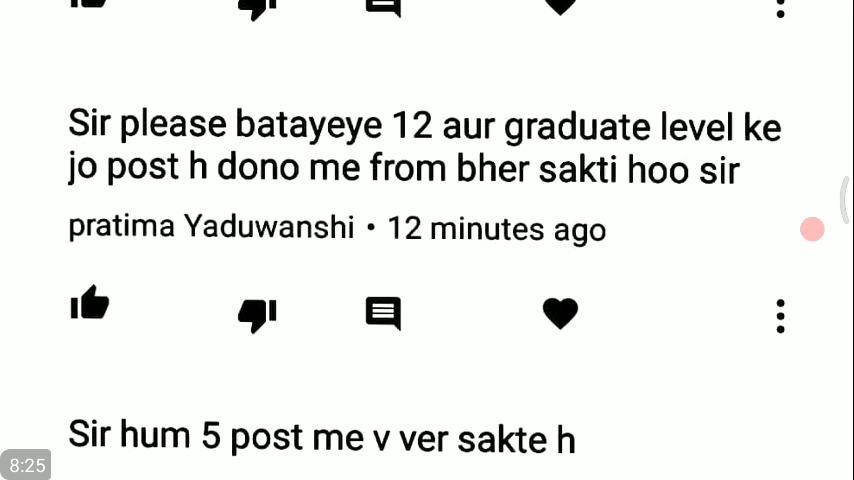 Sir please batayeye 12 aur graduate level ke
jo post h dono me from bher sakti hoo sir
pratima Yaduwanshi • 12 minutes ago
Sir hum 5 post me v ver sakte h
8:25